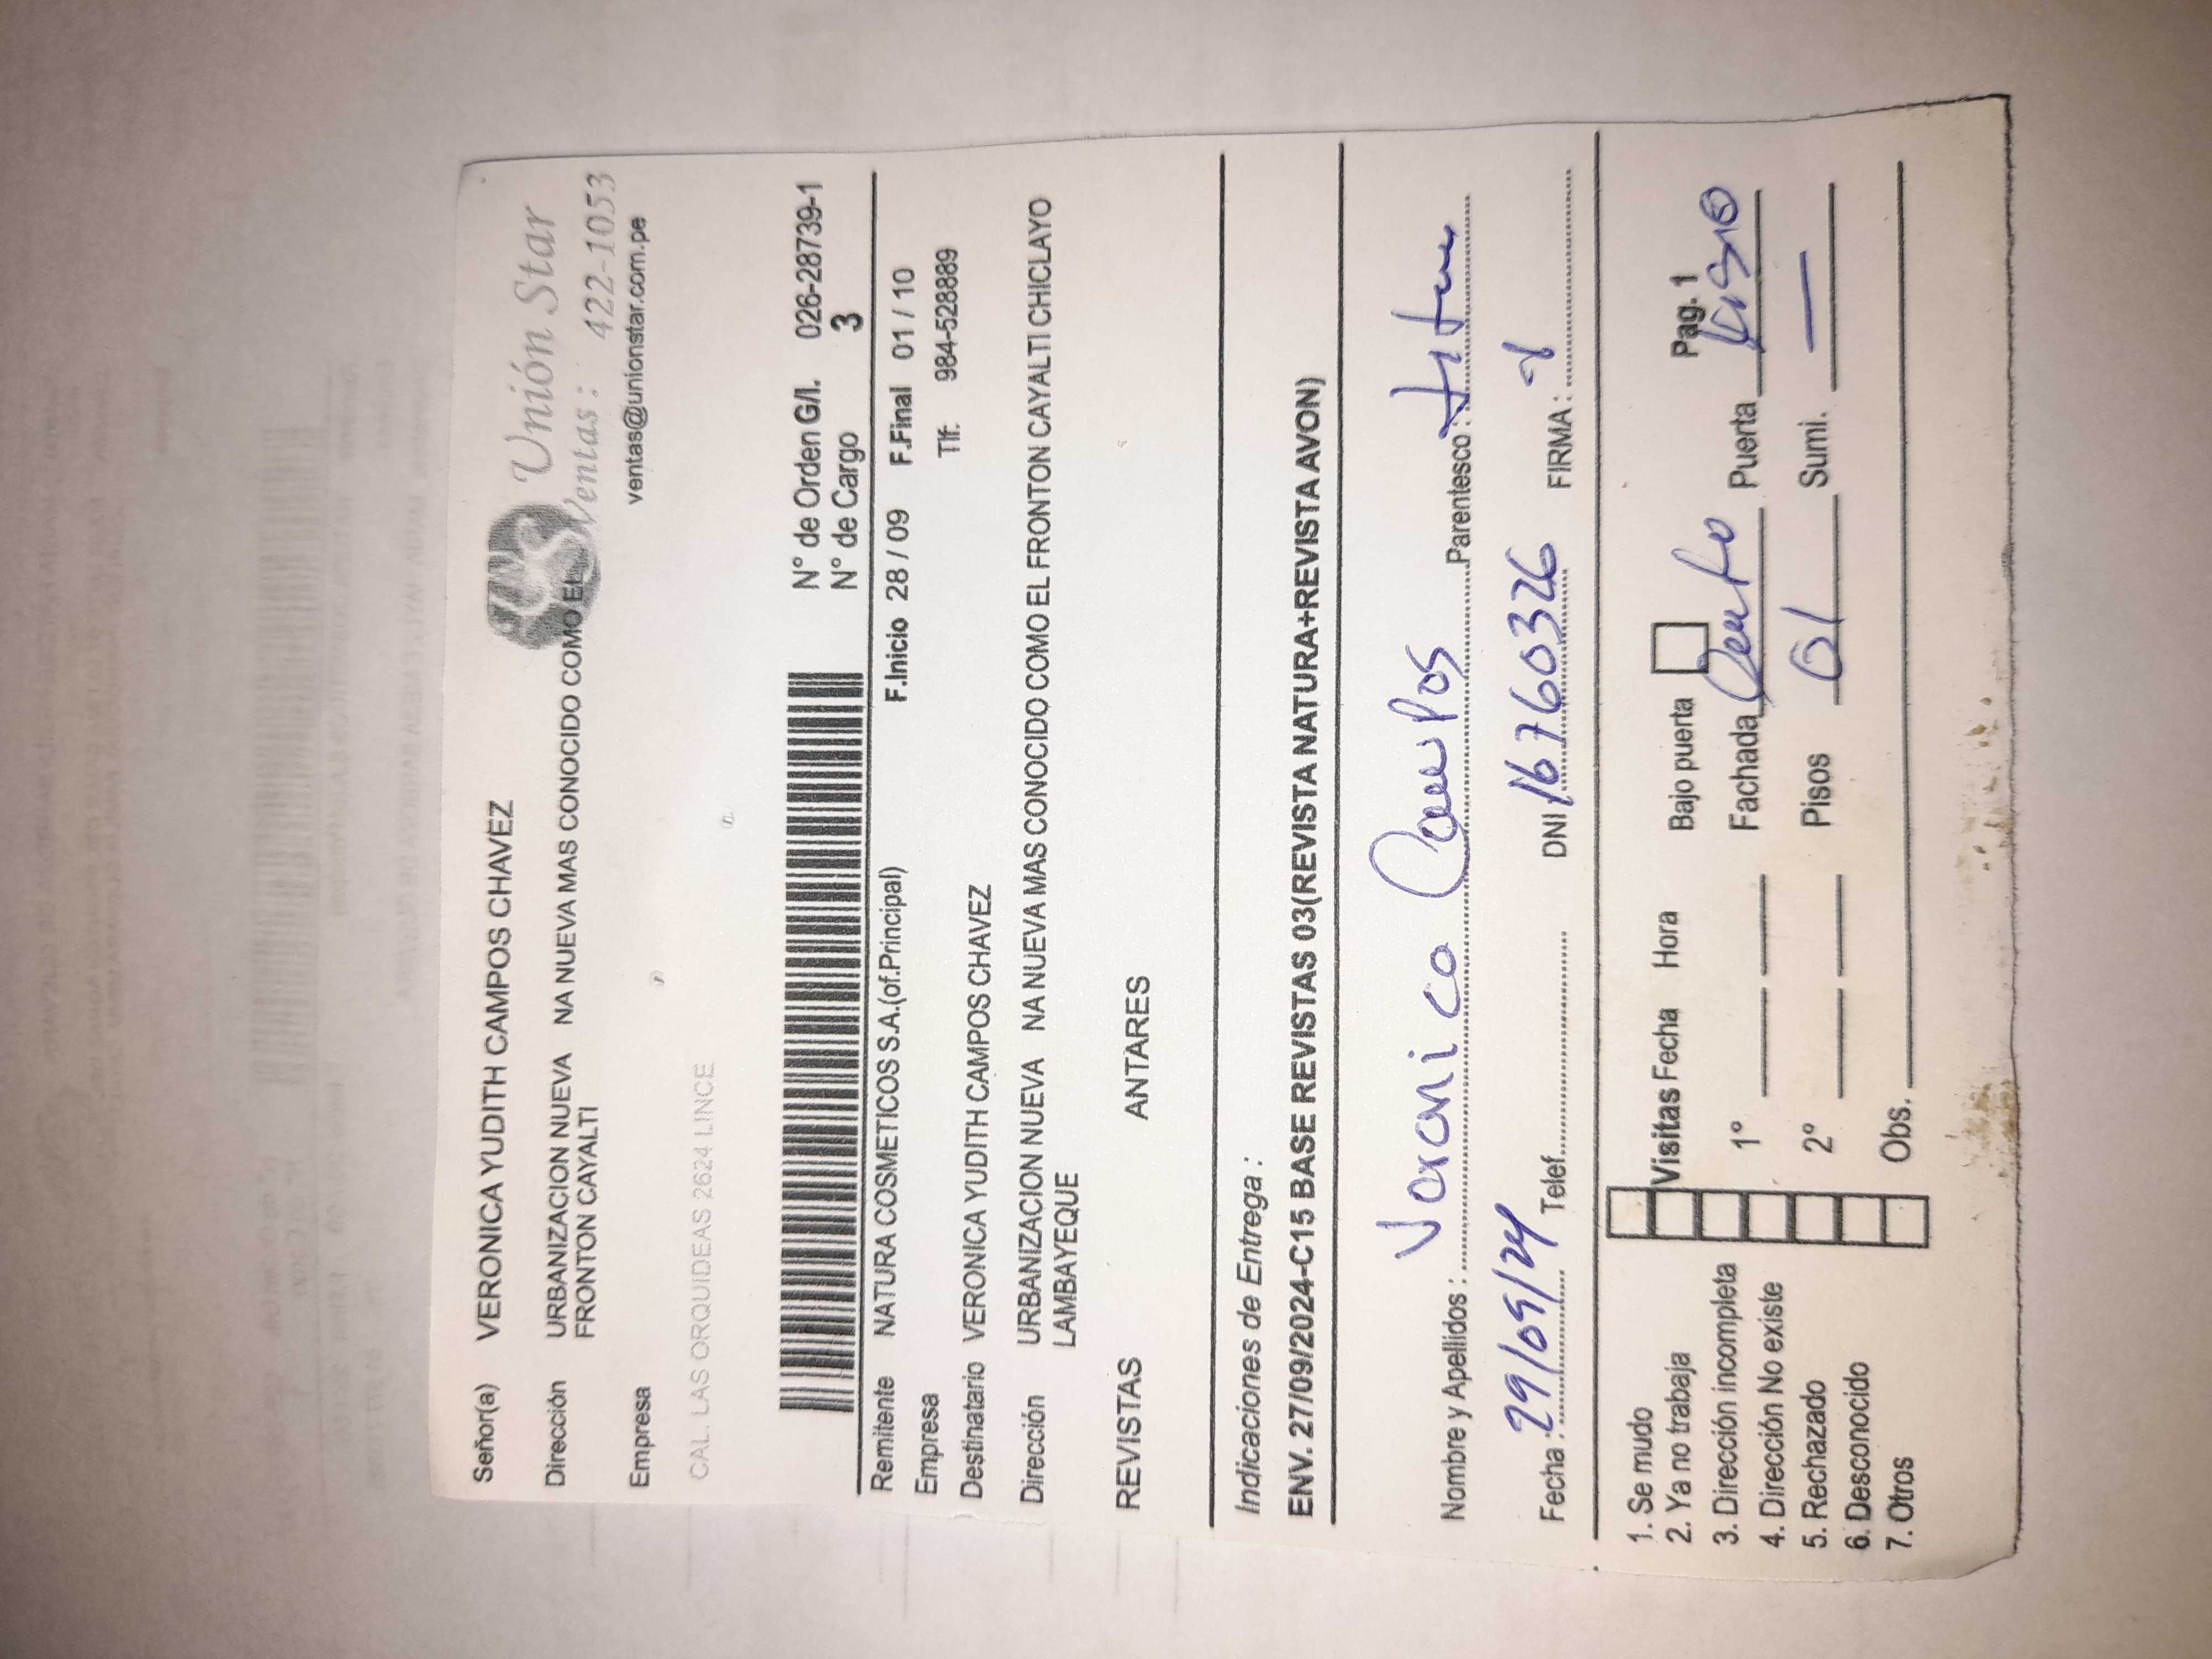 Señor(a) VERONICA YUDITH CAMPOS CHAVEZ
Unión Star
Ventas : 422-1053
ventas@unionstar.com.pe
Dirección URBANIZACION NUEVA NA NUEVA MAS CONOCIDO COMO EL
FRONTON CAYALTI
Empresa
CAL. LAS ORQUIDEAS 2624 LINCE
N° de Orden G/I. 026-28739-1
N° de Cargo 3
Remitente NATURA COSMETICOS S.A.(of.Principal) F.Inicio 28 / 09 F.Final 01 / 10
Empresa Tlf. 984-528889
Destinatario VERONICA YUDITH CAMPOS CHAVEZ
Dirección URBANIZACION NUEVA NA NUEVA MAS CONOCIDO COMO EL FRONTON CAYALTI CHICLAYO
LAMBAYEQUE
REVISTAS ANTARES
Indicaciones de Entrega :
ENV. 27/09/2024-C15 BASE REVISTAS 03(REVISTA NATURA+REVISTA AVON)
Nombre y Apellidos : Veronica Campos Parentesco :
Fecha : 29/09/24 Telef. DNI 16760326 FIRMA :
1. Se mudo
2. Ya no trabaja Visitas Fecha Hora Bajo puerta Pag. 1
3. Dirección incompleta 1° Fachada Puerta
4. Dirección No existe
5. Rechazado 2° Pisos 01 Sumi. —
6. Desconocido
7. Otros Obs.